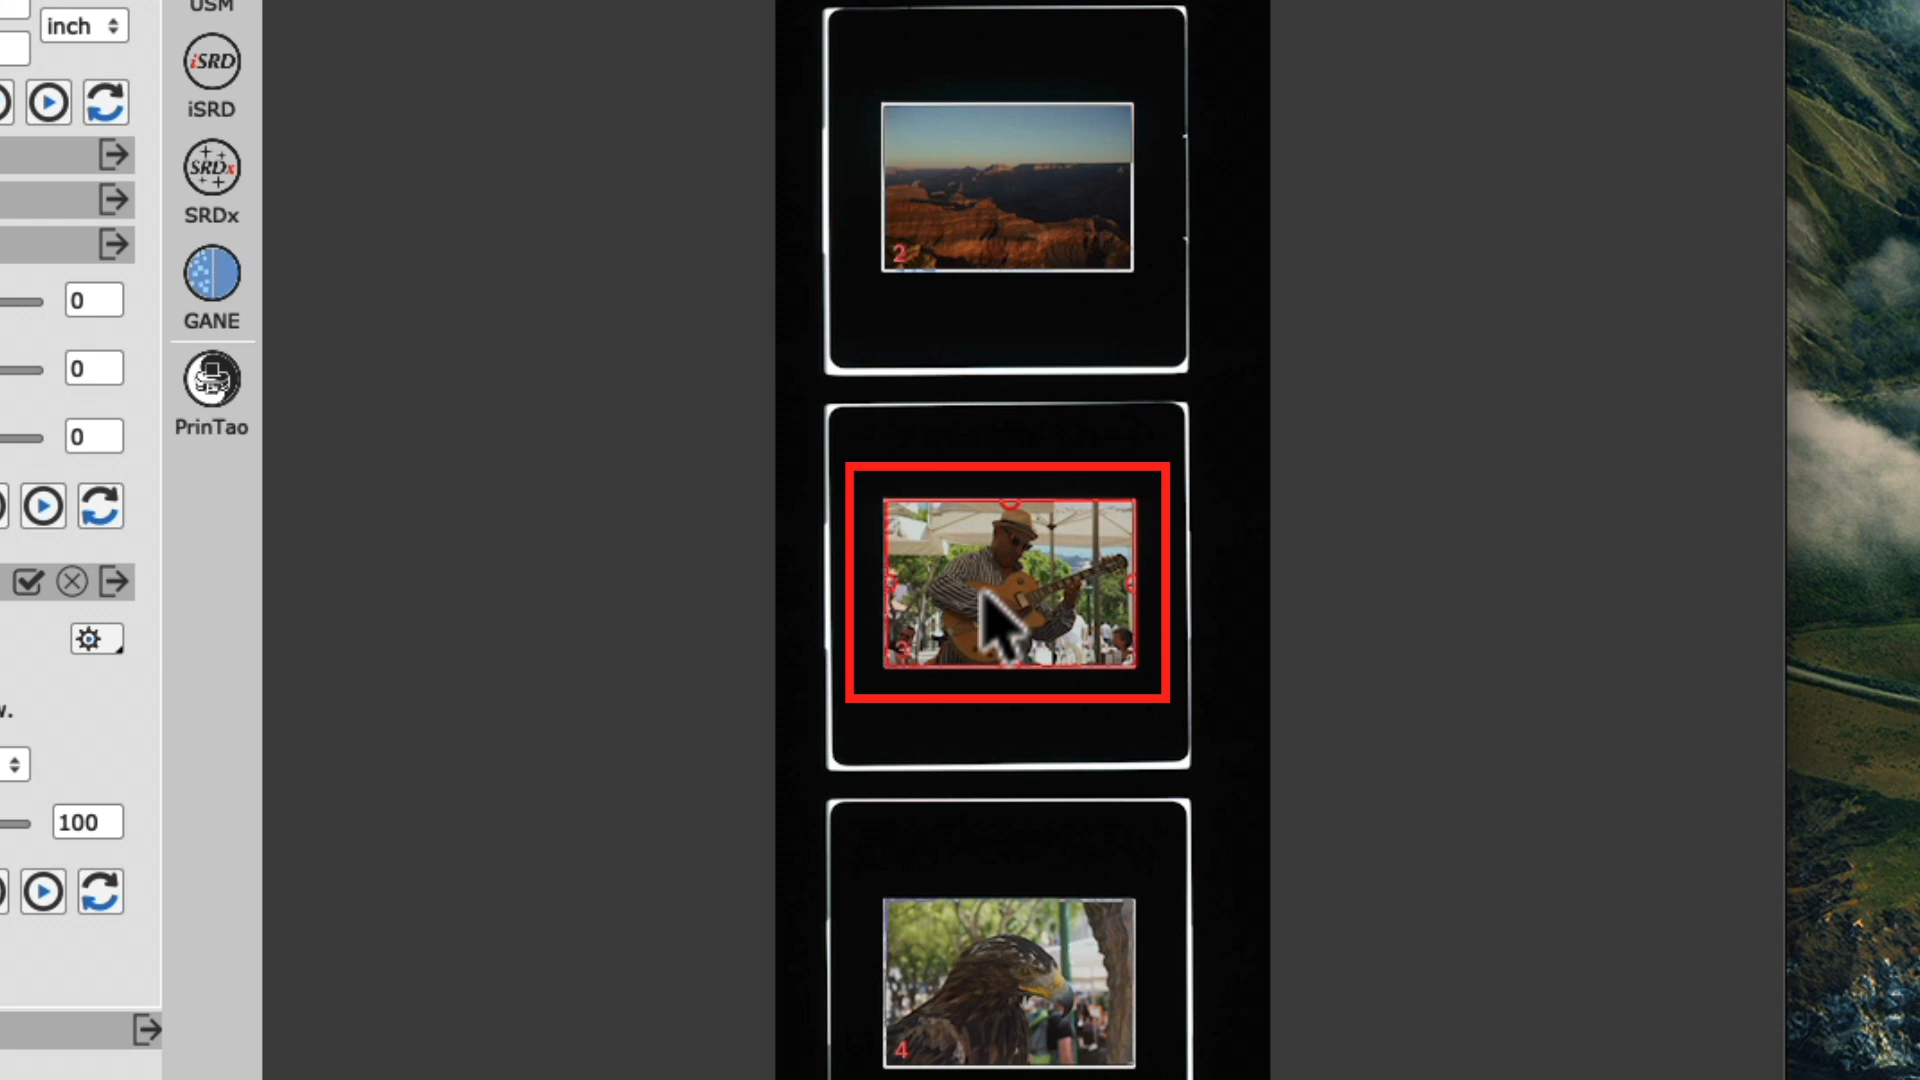 USM
inch
iSRD
iSRD
SRDx
SRDx
GANE
0
0
PrinTao
0
w.
100
2
3
4